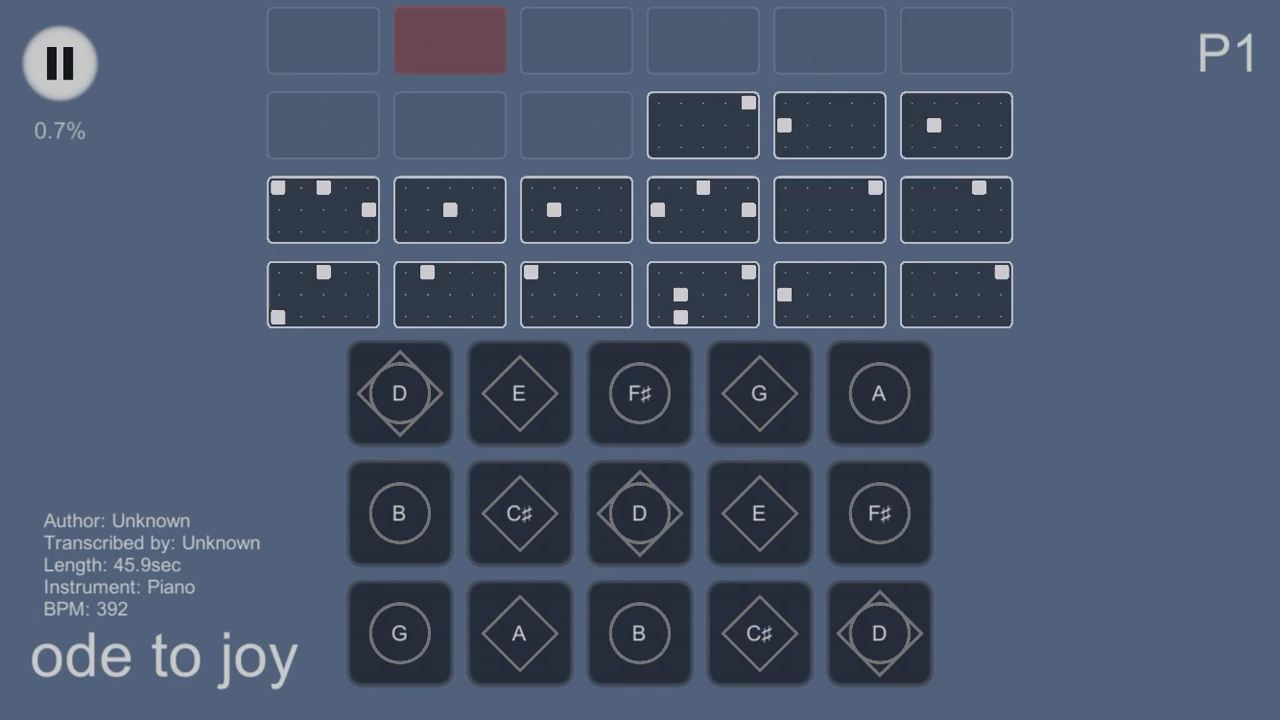 P1
0.7%
D E F♯ G A
B C♯ D E F♯
G A B C♯ D
Author: Unknown
Transcribed by: Unknown
Length: 45.9sec
Instrument: Piano
BPM: 392
ode to joy